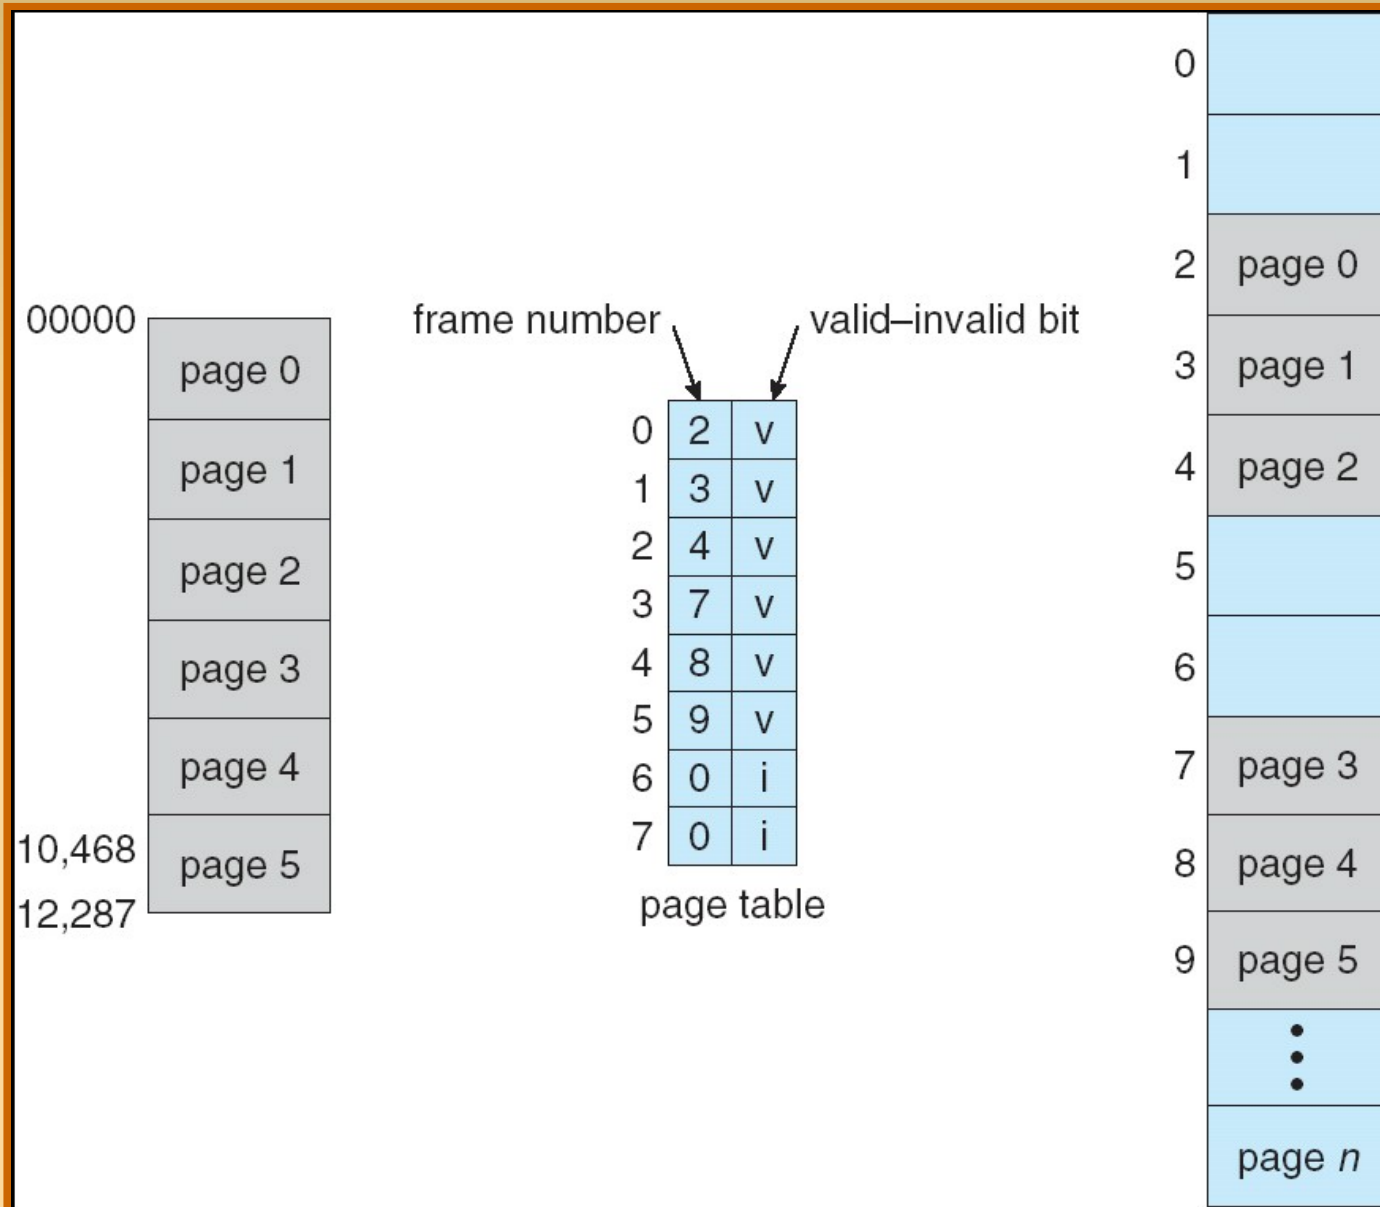 00000
page 0
page 1
page 2
page 3
page 4
10,468
page 5
12,287
frame number
valid–invalid bit
0 2 v
1 3 v
2 4 v
3 7 v
4 8 v
5 9 v
6 0 i
7 0 i
page table
0
1
2 page 0
3 page 1
4 page 2
5
6
7 page 3
8 page 4
9 page 5
page n